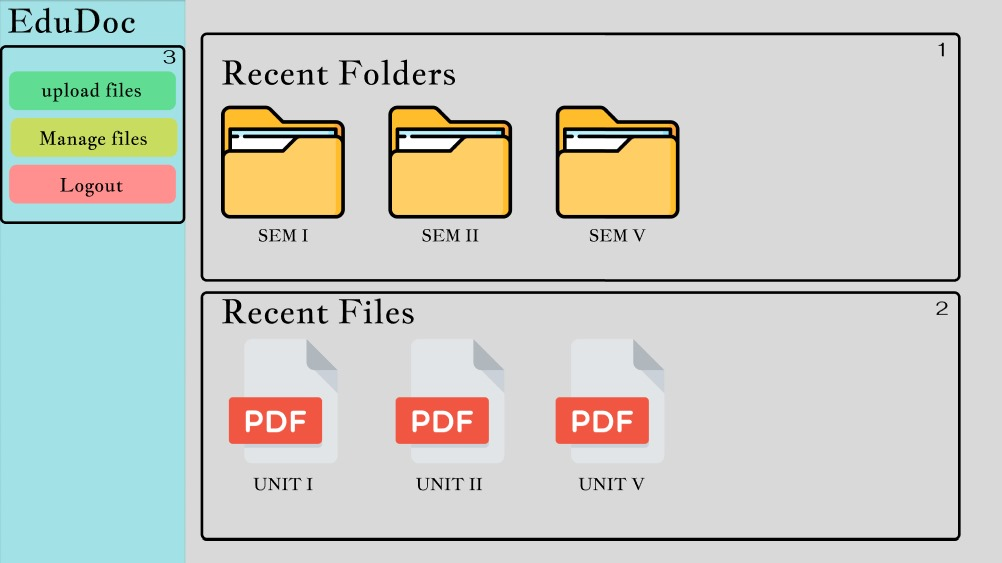 EduDoc
3
upload files
Manage files
Logout
1
Recent Folders
SEM I
SEM II
SEM V
2
Recent Files
PDF
PDF
PDF
UNIT I
UNIT II
UNIT V